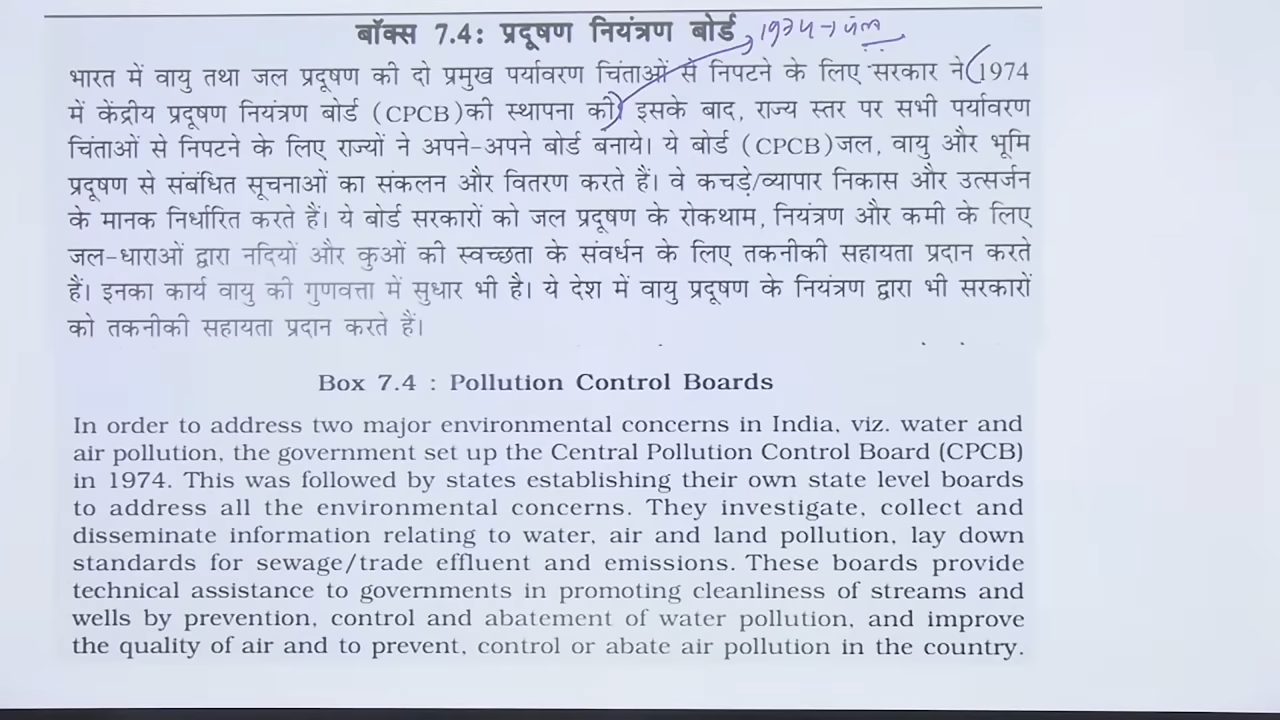 बॉक्स 7.4: प्रदूषण नियंत्रण बोर्ड 1974→जल
भारत में वायु तथा जल प्रदूषण की दो प्रमुख पर्यावरण चिंताओं से निपटने के लिए सरकार ने 1974
में केंद्रीय प्रदूषण नियंत्रण बोर्ड (CPCB)की स्थापना की। इसके बाद, राज्य स्तर पर सभी पर्यावरण
चिंताओं से निपटने के लिए राज्यों ने अपने-अपने बोर्ड बनाये। ये बोर्ड (CPCB)जल, वायु और भूमि
प्रदूषण से संबंधित सूचनाओं का संकलन और वितरण करते हैं। वे कचड़े/व्यापार निकास और उत्सर्जन
के मानक निर्धारित करते हैं। ये बोर्ड सरकारों को जल प्रदूषण के रोकथाम, नियंत्रण और कमी के लिए
जल-धाराओं द्वारा नदियों और कुओं की स्वच्छता के संवर्धन के लिए तकनीकी सहायता प्रदान करते
हैं। इनका कार्य वायु की गुणवत्ता में सुधार भी है। ये देश में वायु प्रदूषण के नियंत्रण द्वारा भी सरकारों
को तकनीकी सहायता प्रदान करते हैं।
Box 7.4 : Pollution Control Boards
In order to address two major environmental concerns in India, viz. water and
air pollution, the government set up the Central Pollution Control Board (CPCB)
in 1974. This was followed by states establishing their own state level boards
to address all the environmental concerns. They investigate, collect and
disseminate information relating to water, air and land pollution, lay down
standards for sewage/trade effluent and emissions. These boards provide
technical assistance to governments in promoting cleanliness of streams and
wells by prevention, control and abatement of water pollution, and improve
the quality of air and to prevent, control or abate air pollution in the country.